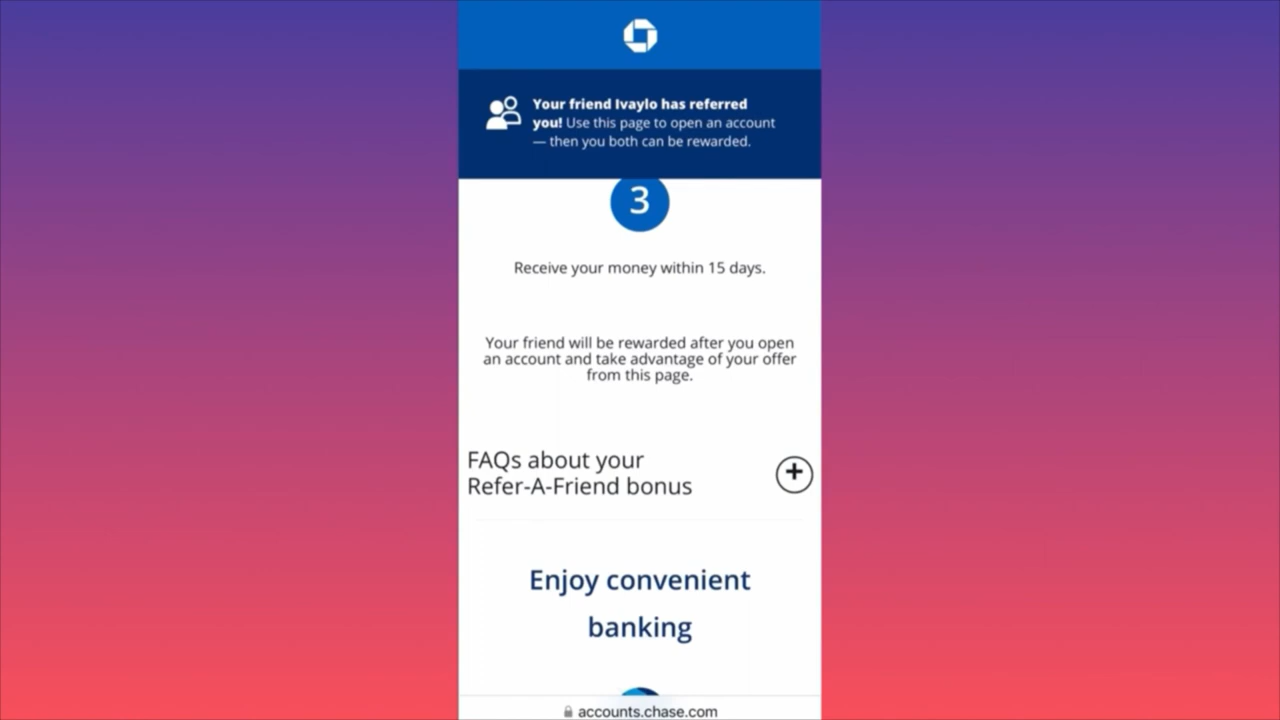 Your friend Ivaylo has referred
you! Use this page to open an account
— then you both can be rewarded.
3
Receive your money within 15 days.
Your friend will be rewarded after you open
an account and take advantage of your offer
from this page.
FAQs about your
Refer-A-Friend bonus
Enjoy convenient
banking
accounts.chase.com